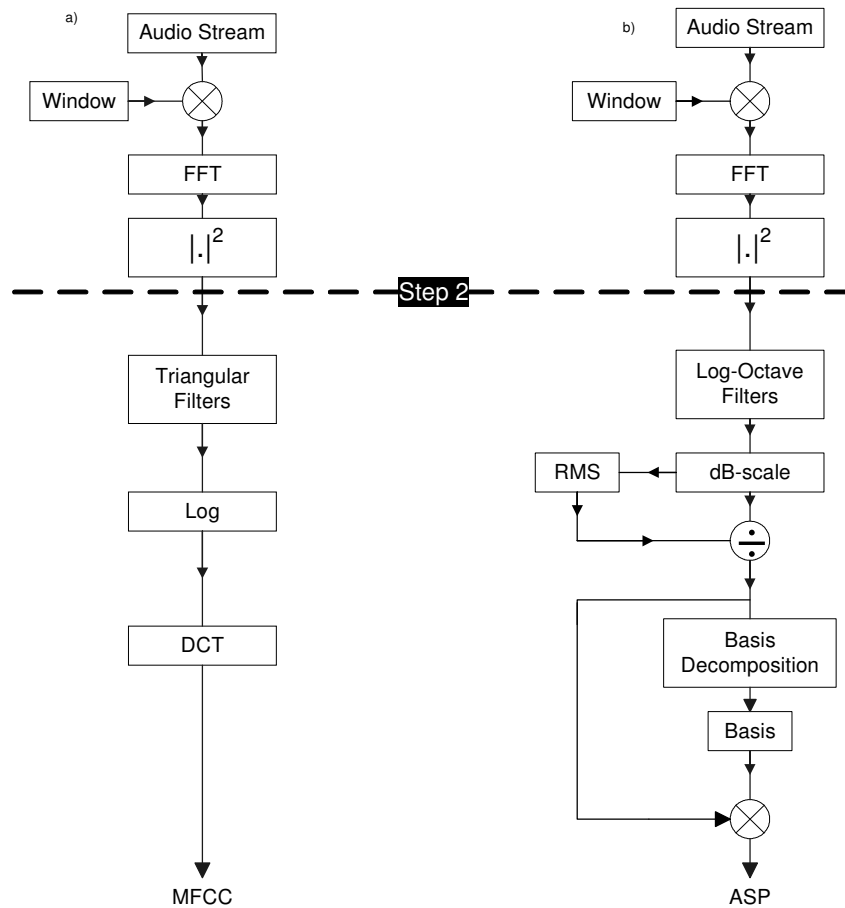 a)
Audio Stream
Window
FFT
|.|²
Step 2
Triangular
Filters
Log
DCT
MFCC
b)
Audio Stream
Window
FFT
|.|²
Log-Octave
Filters
dB-scale
RMS
÷
Basis
Decomposition
Basis
ASP